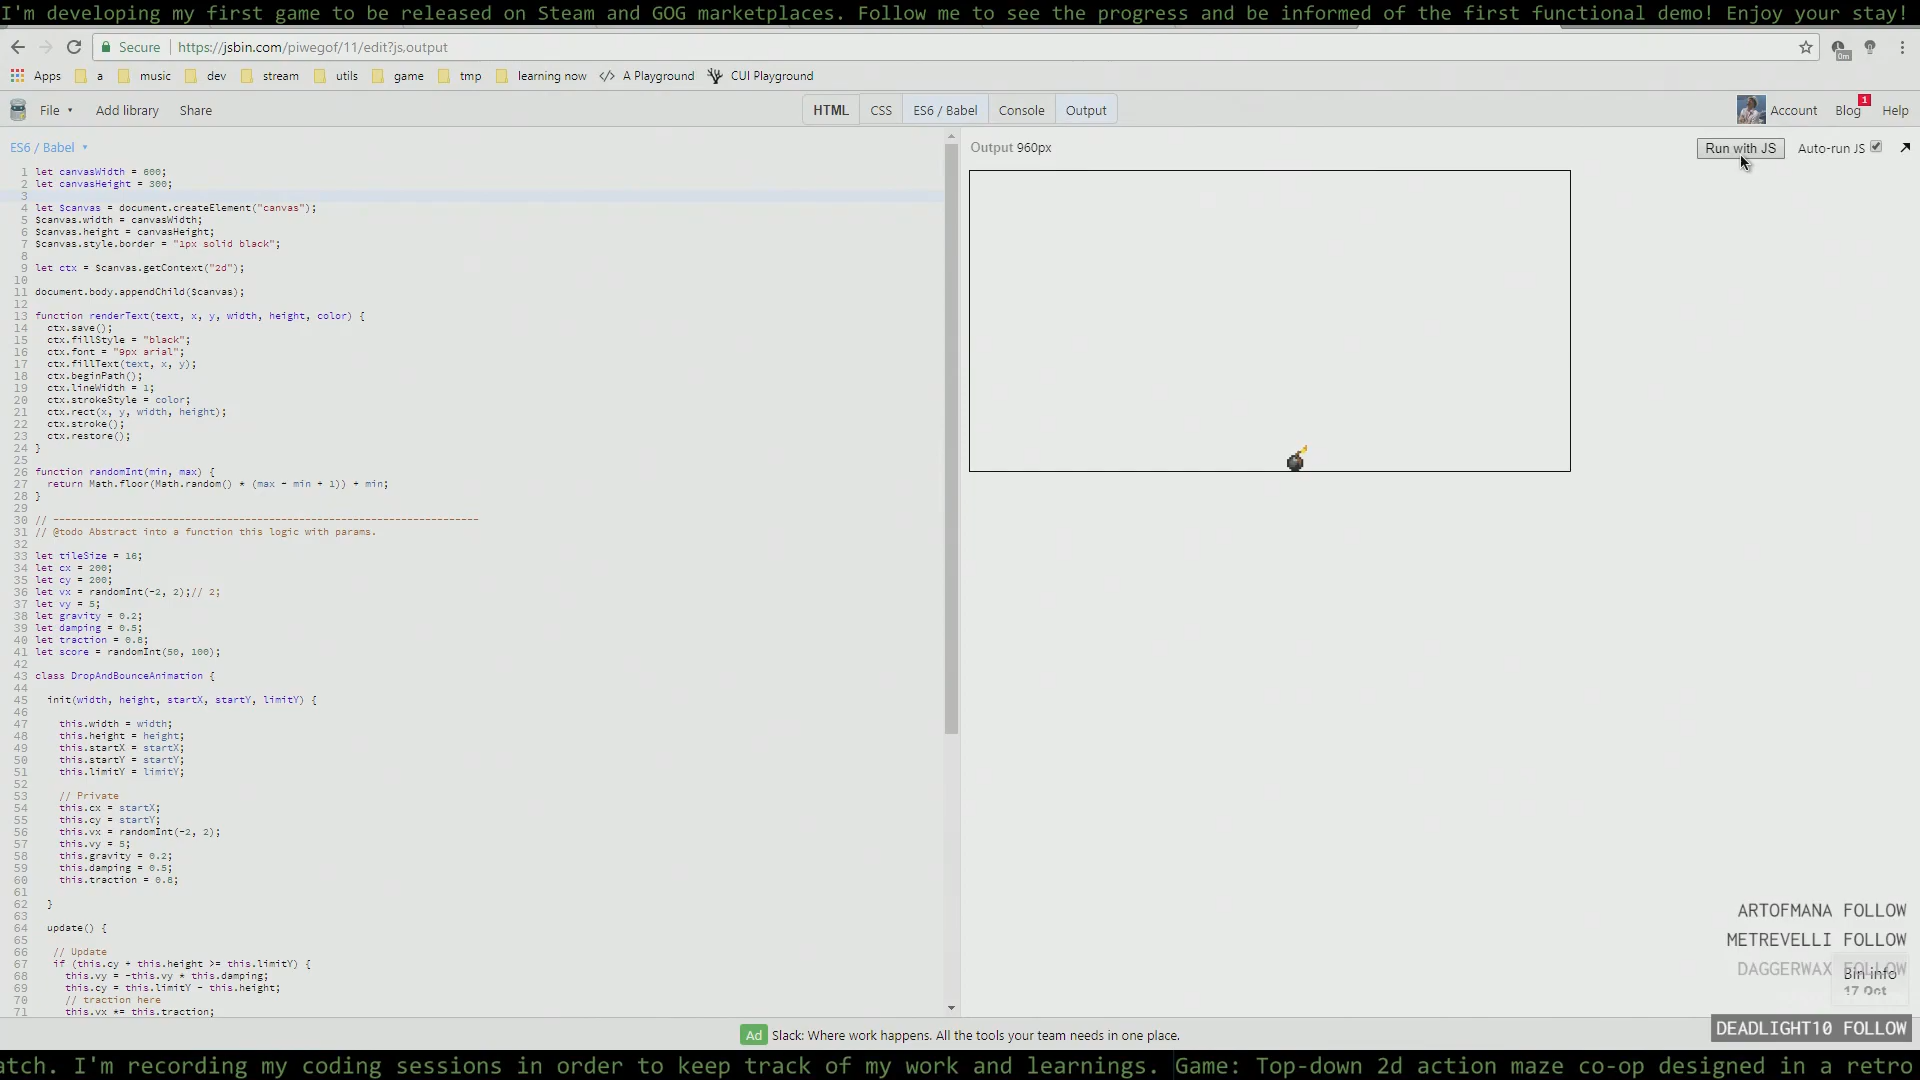 I'm developing my first game to be released on Steam and GOG marketplaces. Follow me to see the progress and be informed of the first functional demo! Enjoy your stay!
Secure https://jsbin.com/piwegof/11/edit?js,output
Apps a music dev stream utils game tmp learning now A Playground CUI Playground
File Add library Share HTML CSS ES6 / Babel Console Output Account Blog 1 Help
ES6 / Babel
Output 960px Run with JS Auto-run JS
1 let canvasWidth = 600;
2 let canvasHeight = 300;
3
4 let $canvas = document.createElement("canvas");
5 $canvas.width = canvasWidth;
6 $canvas.height = canvasHeight;
7 $canvas.style.border = "1px solid black";
8
9 let ctx = $canvas.getContext("2d");
10
11 document.body.appendChild($canvas);
12
13 function renderText(text, x, y, width, height, color) {
14 ctx.save();
15 ctx.fillStyle = "black";
16 ctx.font = "9px arial";
17 ctx.fillText(text, x, y);
18 ctx.beginPath();
19 ctx.lineWidth = 1;
20 ctx.strokeStyle = color;
21 ctx.rect(x, y, width, height);
22 ctx.stroke();
23 ctx.restore();
24 }
25
26 function randomInt(min, max) {
27 return Math.floor(Math.random() * (max - min + 1)) + min;
28 }
29
30 // -----------------------------------------------------------------------
31 // @todo Abstract into a function this logic with params.
32
33 let tileSize = 16;
34 let cx = 200;
35 let cy = 200;
36 let vx = randomInt(-2, 2);// 2;
37 let vy = 5;
38 let gravity = 0.2;
39 let damping = 0.5;
40 let traction = 0.8;
41 let score = randomInt(50, 100);
42
43 class DropAndBounceAnimation {
44
45 init(width, height, startX, startY, limitY) {
46
47 this.width = width;
48 this.height = height;
49 this.startX = startX;
50 this.startY = startY;
51 this.limitY = limitY;
52
53 // Private
54 this.cx = startX;
55 this.cy = startY;
56 this.vx = randomInt(-2, 2);
57 this.vy = 5;
58 this.gravity = 0.2;
59 this.damping = 0.5;
60 this.traction = 0.8;
61
62 }
63
64 update() {
65
66 // Update
67 if (this.cy + this.height >= this.limitY) {
68 this.vy = -this.vy * this.damping;
69 this.cy = this.limitY - this.height;
70 // traction here
71 this.vx *= this.traction;
ARTOFMANA FOLLOW
METREVELLI FOLLOW
DAGGERWAX FOLLOW
Bin info
17 Oct
DEADLIGHT10 FOLLOW
Ad Slack: Where work happens. All the tools your team needs in one place.
atch. I'm recording my coding sessions in order to keep track of my work and learnings. Game: Top-down 2d action maze co-op designed in a retro